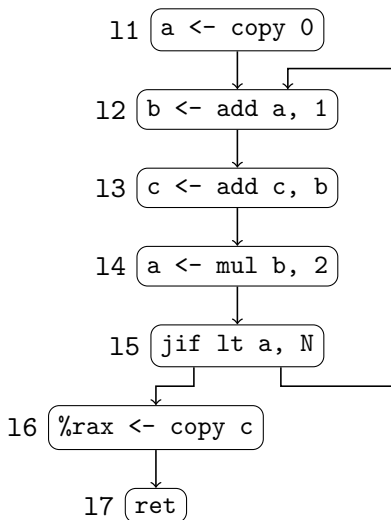 l1 a <- copy 0
l2 b <- add a, 1
l3 c <- add c, b
l4 a <- mul b, 2
l5 jif lt a, N
l6 %rax <- copy c
l7 ret